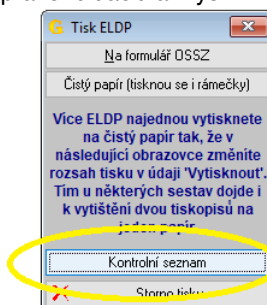 Tisk ELDP
Na formulář OSSZ
Čistý papír (tisknou se i rámečky)
Více ELDP najednou vytisknete
na čistý papír tak, že v
následující obrazovce změníte
rozsah tisku v údaji 'Vytisknout'.
Tím u některých sestav dojde i
k vytištění dvou tiskopisů na
jeden papír
Kontrolní seznam
Storno tisku